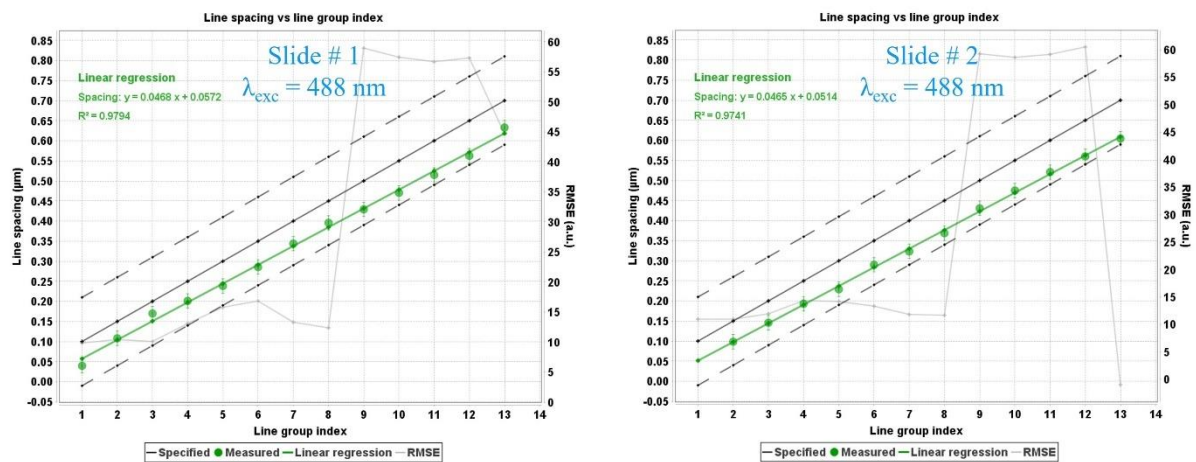 Line spacing vs line group index
Slide # 1
λexc = 488 nm
Linear regression
Spacing: y = 0.0468 x + 0.0572
R² = 0.9794
Line spacing (µm)
0.85
0.80
0.75
0.70
0.65
0.60
0.55
0.50
0.45
0.40
0.35
0.30
0.25
0.20
0.15
0.10
0.05
0.00
-0.05
RMSE (a.u.)
60
55
50
45
40
35
30
25
20
15
10
5
0
1 2 3 4 5 6 7 8 9 10 11 12 13 14
Line group index
Specified Measured Linear regression RMSE
Line spacing vs line group index
Slide # 2
λexc = 488 nm
Linear regression
Spacing: y = 0.0465 x + 0.0514
R² = 0.9741
Line spacing (µm)
0.85
0.80
0.75
0.70
0.65
0.60
0.55
0.50
0.45
0.40
0.35
0.30
0.25
0.20
0.15
0.10
0.05
0.00
-0.05
RMSE (a.u.)
60
55
50
45
40
35
30
25
20
15
10
5
0
1 2 3 4 5 6 7 8 9 10 11 12 13 14
Line group index
Specified Measured Linear regression RMSE